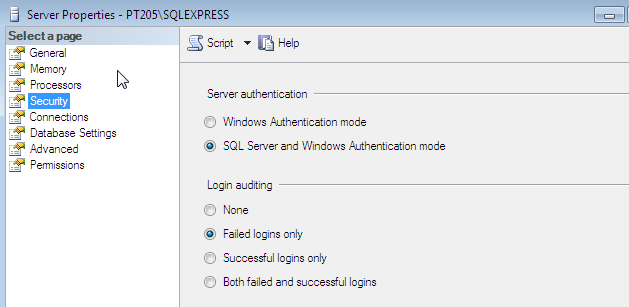 Server Properties - PT205\SQLEXPRESS
Select a page
General
Memory
Processors
Security
Connections
Database Settings
Advanced
Permissions
Script Help
Server authentication
Windows Authentication mode
SQL Server and Windows Authentication mode
Login auditing
None
Failed logins only
Successful logins only
Both failed and successful logins